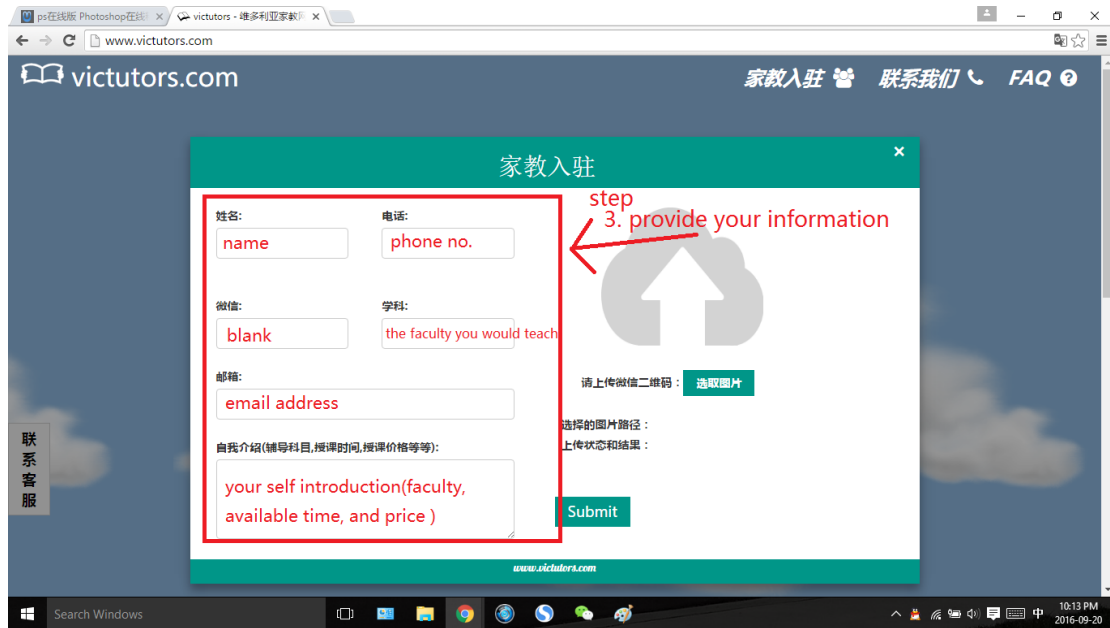 ps在线版 Photoshop在线
victutors - 维多利亚家教网
www.victutors.com
victutors.com
家教入驻
联系我们
FAQ
家教入驻
step
3. provide your information
姓名:
电话:
name
phone no.
微信:
学科:
blank
the faculty you would teach
邮箱:
email address
请上传微信二维码：
选取图片
选择的图片路径：
上传状态和结果：
自我介绍(辅导科目,授课时间,授课价格等等):
your self introduction(faculty,
available time, and price )
Submit
联系客服
www.victutors.com
Search Windows
中
10:13 PM
2016-09-20